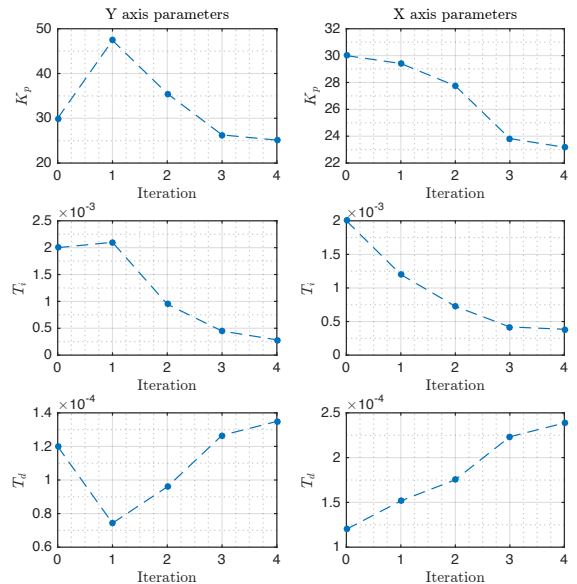 Y axis parameters
50
40
30
20
K_p
0 1 2 3 4
Iteration
X axis parameters
32
30
28
26
24
22
K_p
0 1 2 3 4
Iteration
×10^-3
2.5
2
1.5
1
0.5
0
T_i
0 1 2 3 4
Iteration
×10^-3
2
1.5
1
0.5
0
T_i
0 1 2 3 4
Iteration
×10^-4
1.4
1.2
1
0.8
0.6
T_d
0 1 2 3 4
Iteration
×10^-4
2.5
2
1.5
1
T_d
0 1 2 3 4
Iteration